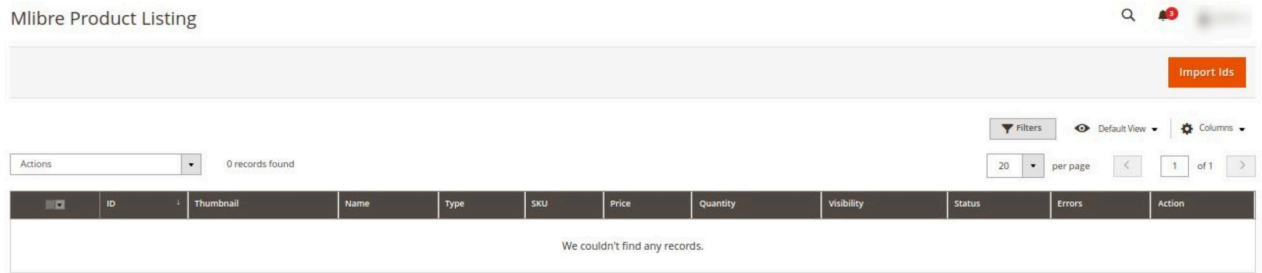 Mlibre Product Listing
3
Import Ids
Filters Default View Columns
Actions 0 records found 20 per page 1 of 1
ID Thumbnail Name Type SKU Price Quantity Visibility Status Errors Action
We couldn't find any records.